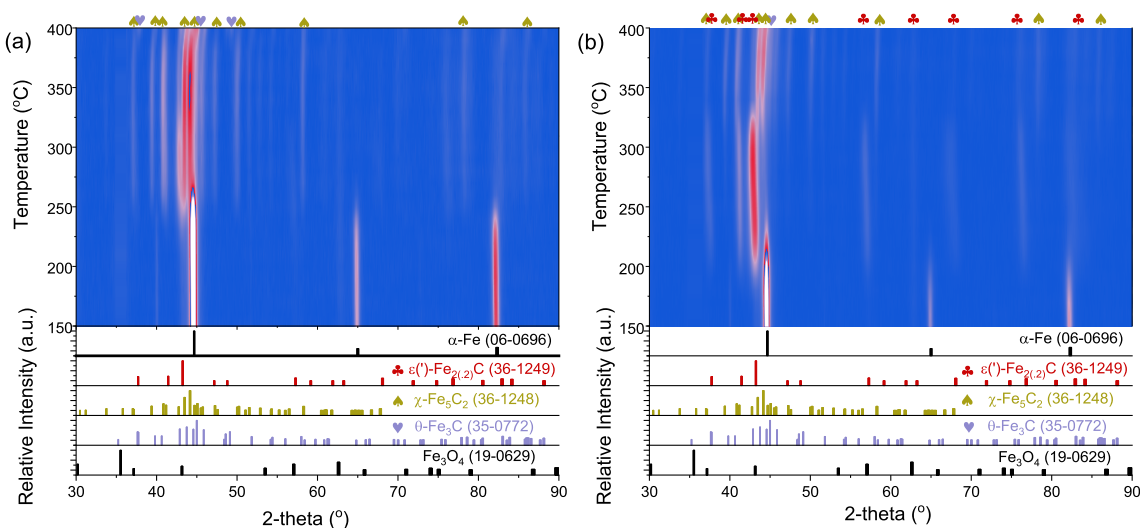 (a)
Temperature (°C)
400
350
300
250
200
150
Relative Intensity (a.u.)
α-Fe (06-0696)
♣ ε(')-Fe2(.2)C (36-1249)
♠ χ-Fe5C2 (36-1248)
♥ θ-Fe3C (35-0772)
Fe3O4 (19-0629)
30 40 50 60 70 80 90
2-theta (°)
(b)
Temperature (°C)
400
350
300
250
200
150
Relative Intensity (a.u.)
α-Fe (06-0696)
♣ ε(')-Fe2(.2)C (36-1249)
♠ χ-Fe5C2 (36-1248)
♥ θ-Fe3C (35-0772)
Fe3O4 (19-0629)
30 40 50 60 70 80 90
2-theta (°)